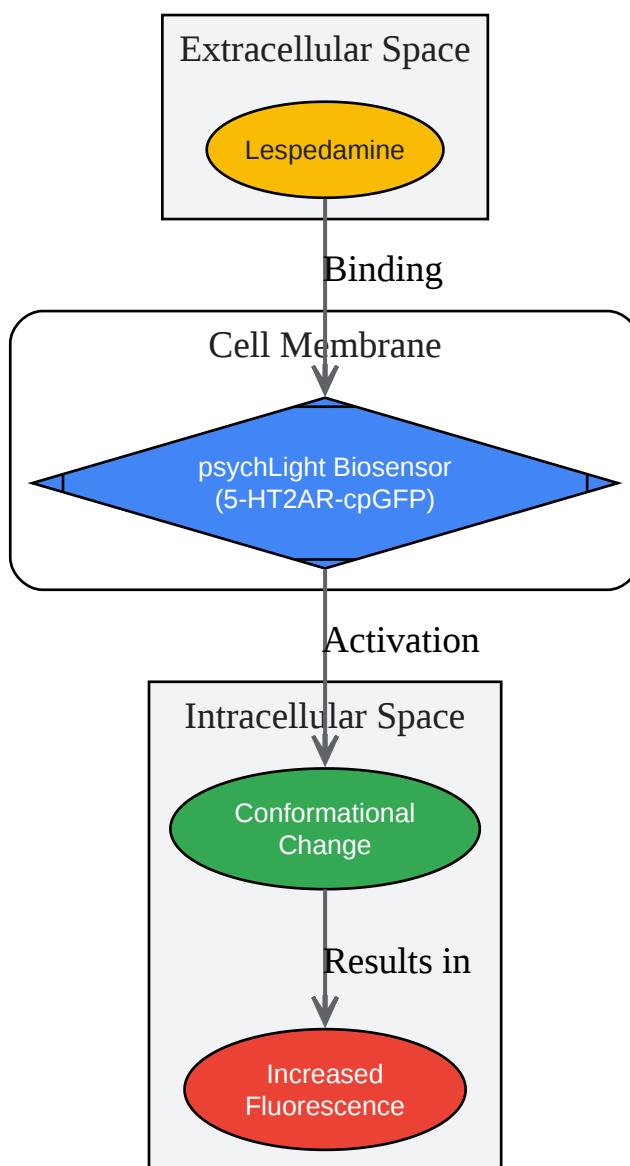 Extracellular Space
Lespedamine
Binding
Cell Membrane
psychLight Biosensor
(5-HT2AR-cpGFP)
Activation
Intracellular Space
Conformational
Change
Results in
Increased
Fluorescence